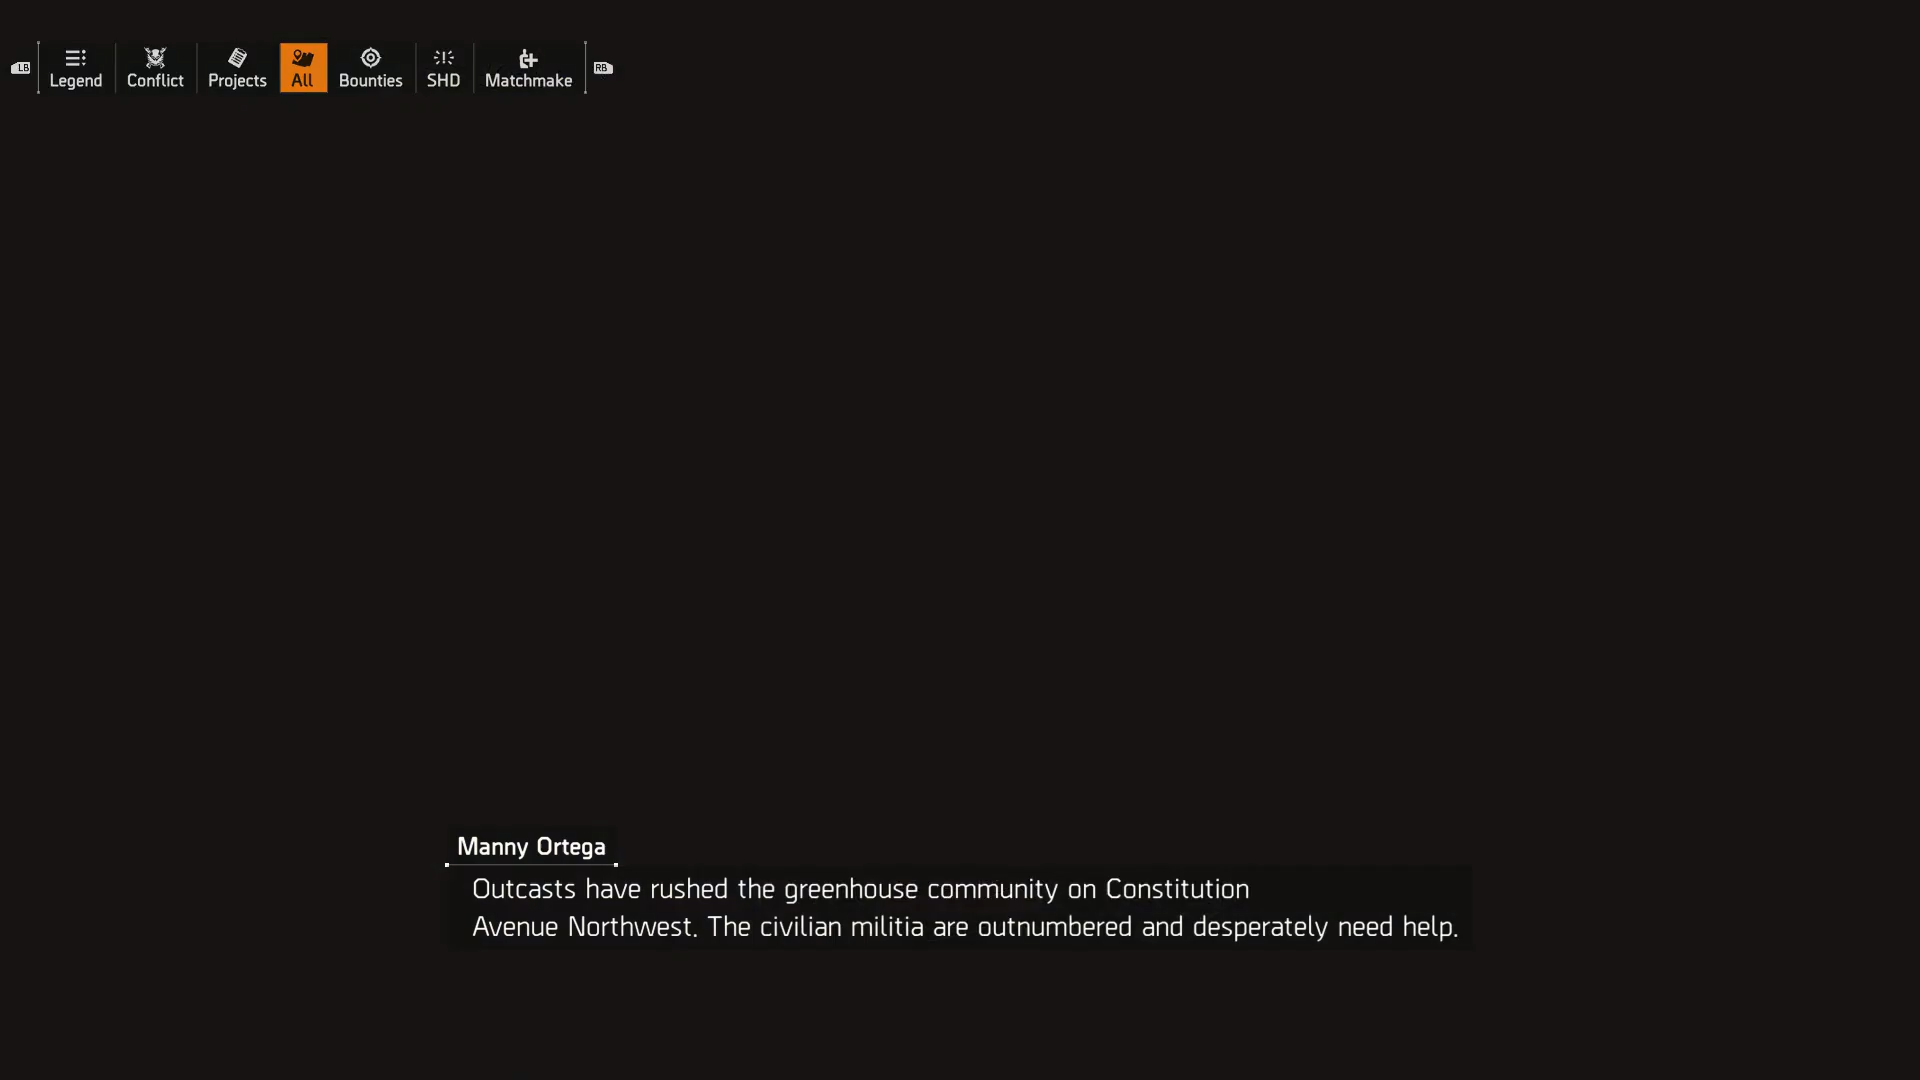 LB
Legend
Conflict
Projects
All
Bounties
SHD
Matchmake
RB
Manny Ortega
Outcasts have rushed the greenhouse community on Constitution
Avenue Northwest. The civilian militia are outnumbered and desperately need help.